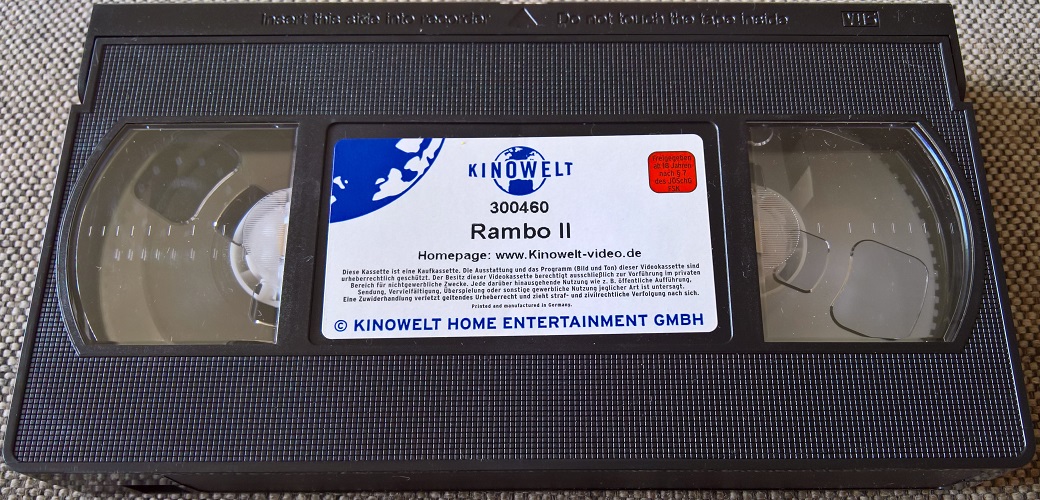 Insert this side into recorder
Do not touch the tape inside
VHS
KINOWELT
Freigegeben
ab 16 Jahren
nach § 7
des JÖSchG
FSK
300460
Rambo II
Homepage: www.Kinowelt-video.de
Diese Kassette ist eine Kaufkassette. Die Ausstattung und das Programm (Bild und Ton) dieser Videokassette sind
urheberrechtlich geschützt. Der Besitz dieser Videokassette berechtigt ausschließlich zur Vorführung im privaten
Bereich für nichtgewerbliche Zwecke. Jede darüber hinausgehende Nutzung wie z. B. öffentliche Aufführung,
Sendung, Vervielfältigung, Überspielung oder sonstige gewerbliche Nutzung jeglicher Art ist untersagt.
Eine Zuwiderhandlung verletzt geltendes Urheberrecht und zieht straf- und zivilrechtliche Verfolgung nach sich.
Printed and manufactured in Germany.
© KINOWELT HOME ENTERTAINMENT GMBH